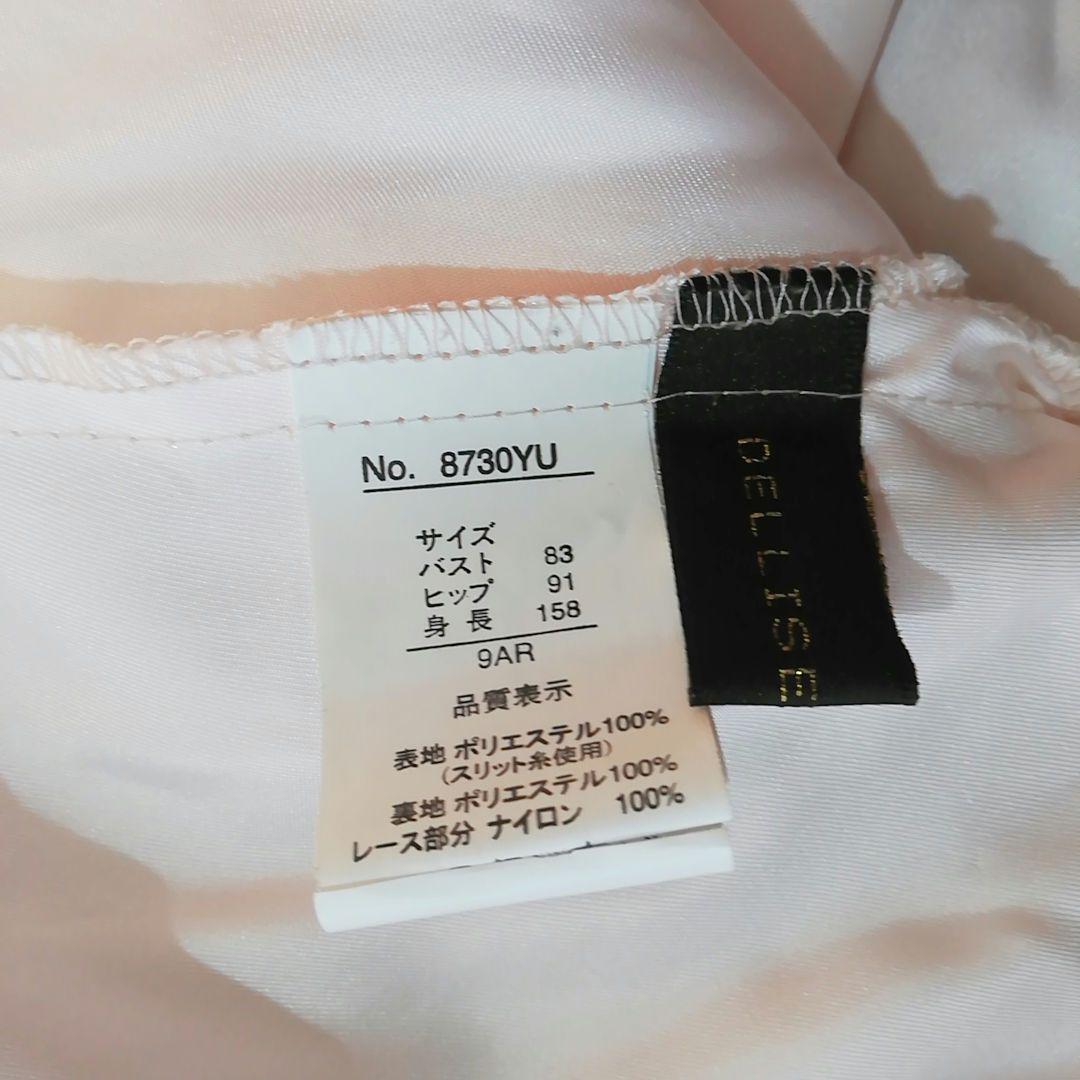 No. 8730YU
サイズ
バスト 83
ヒップ 91
身長 158
9AR
品質表示
表地 ポリエステル100%
(スリット糸使用)
裏地 ポリエステル100%
レース部分 ナイロン 100%
DELLISE